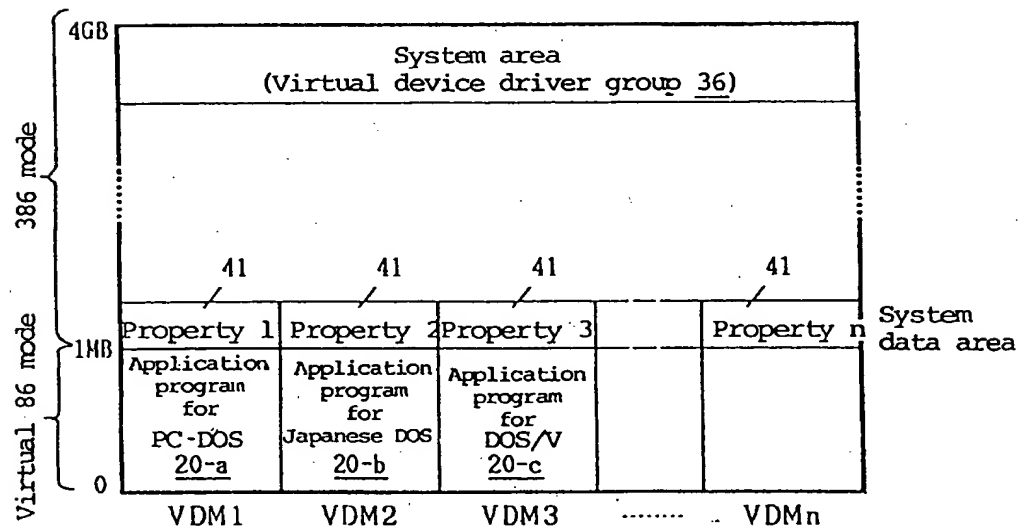 4GB
System area
(Virtual device driver group 36)
386 mode
41 41 41 41
Property 1 Property 2 Property 3 Property n
System
data area
1MB
Virtual 86 mode
Application
program
for
PC-DOS
20-a
Application
program
for
Japanese DOS
20-b
Application
program
for
DOS/V
20-c
0
VDM1 VDM2 VDM3 ........ VDMn